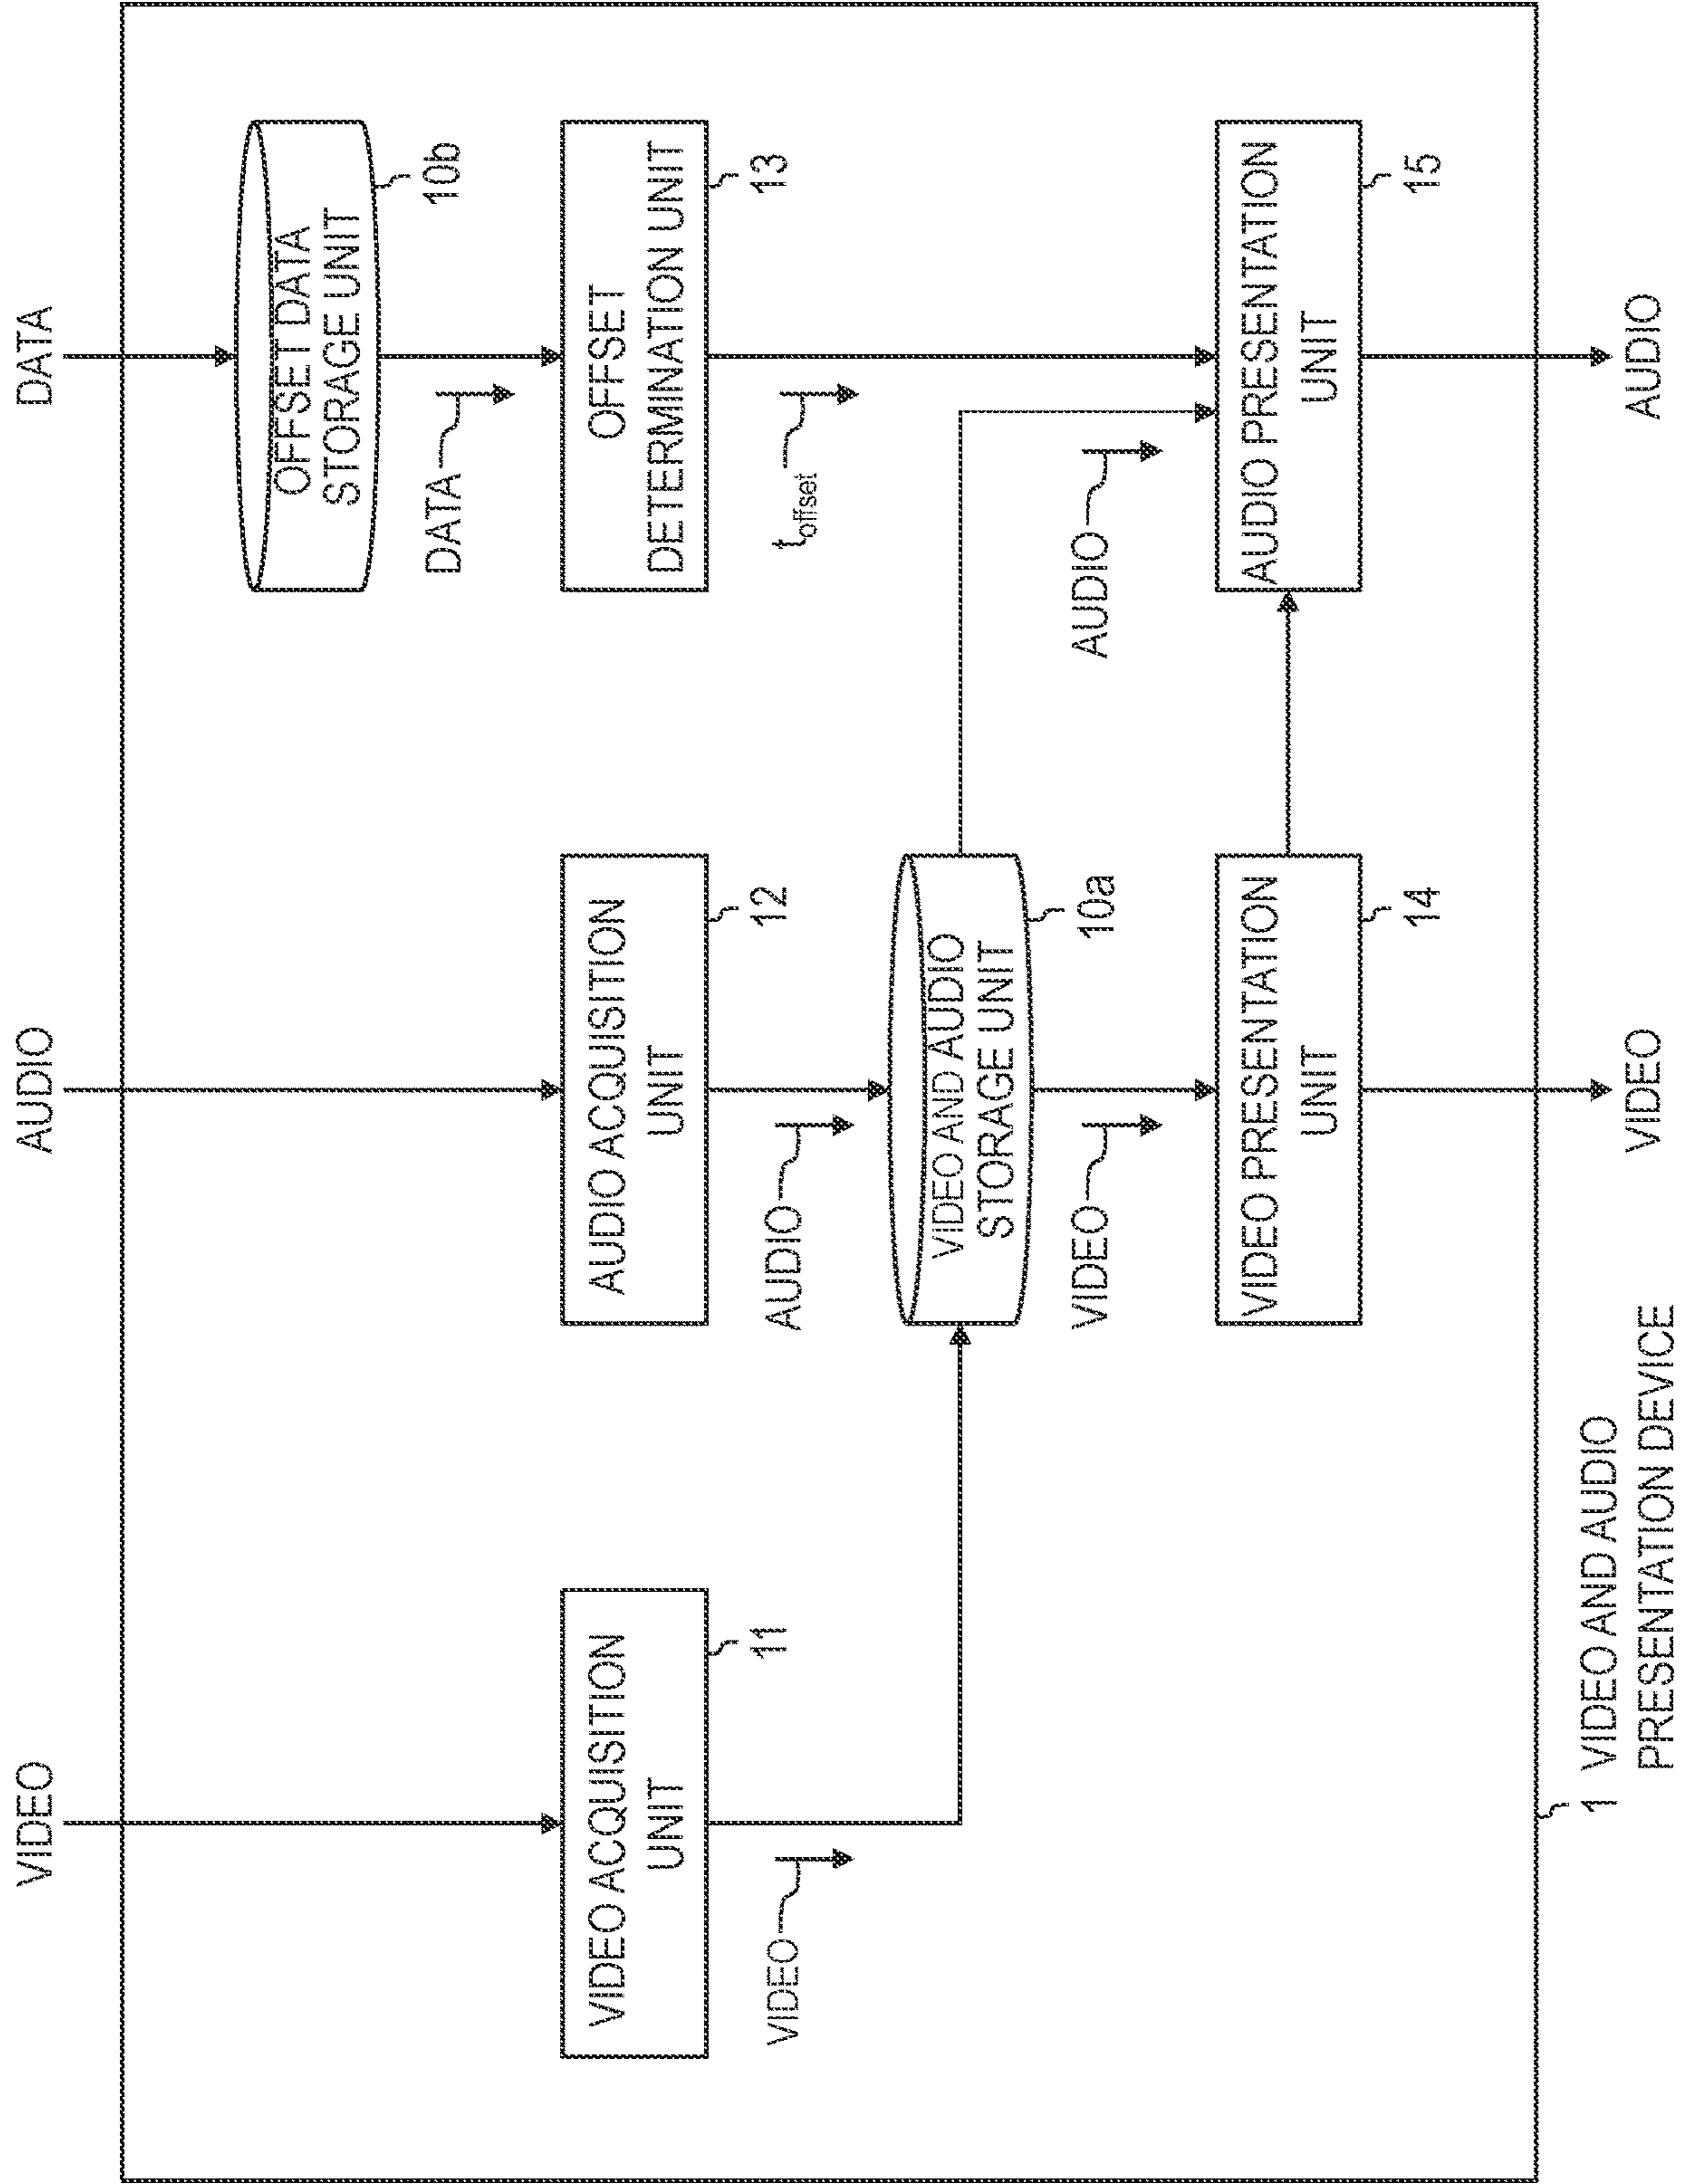 VIDEO
AUDIO
DATA
OFFSET DATA
STORAGE UNIT
10b
DATA
VIDEO ACQUISITION
UNIT
11
AUDIO ACQUISITION
UNIT
12
OFFSET
DETERMINATION UNIT
13
VIDEO
AUDIO
toffset
VIDEO AND AUDIO
STORAGE UNIT
10a
VIDEO
AUDIO
VIDEO PRESENTATION
UNIT
14
AUDIO PRESENTATION
UNIT
15
1 VIDEO AND AUDIO
PRESENTATION DEVICE
VIDEO
AUDIO